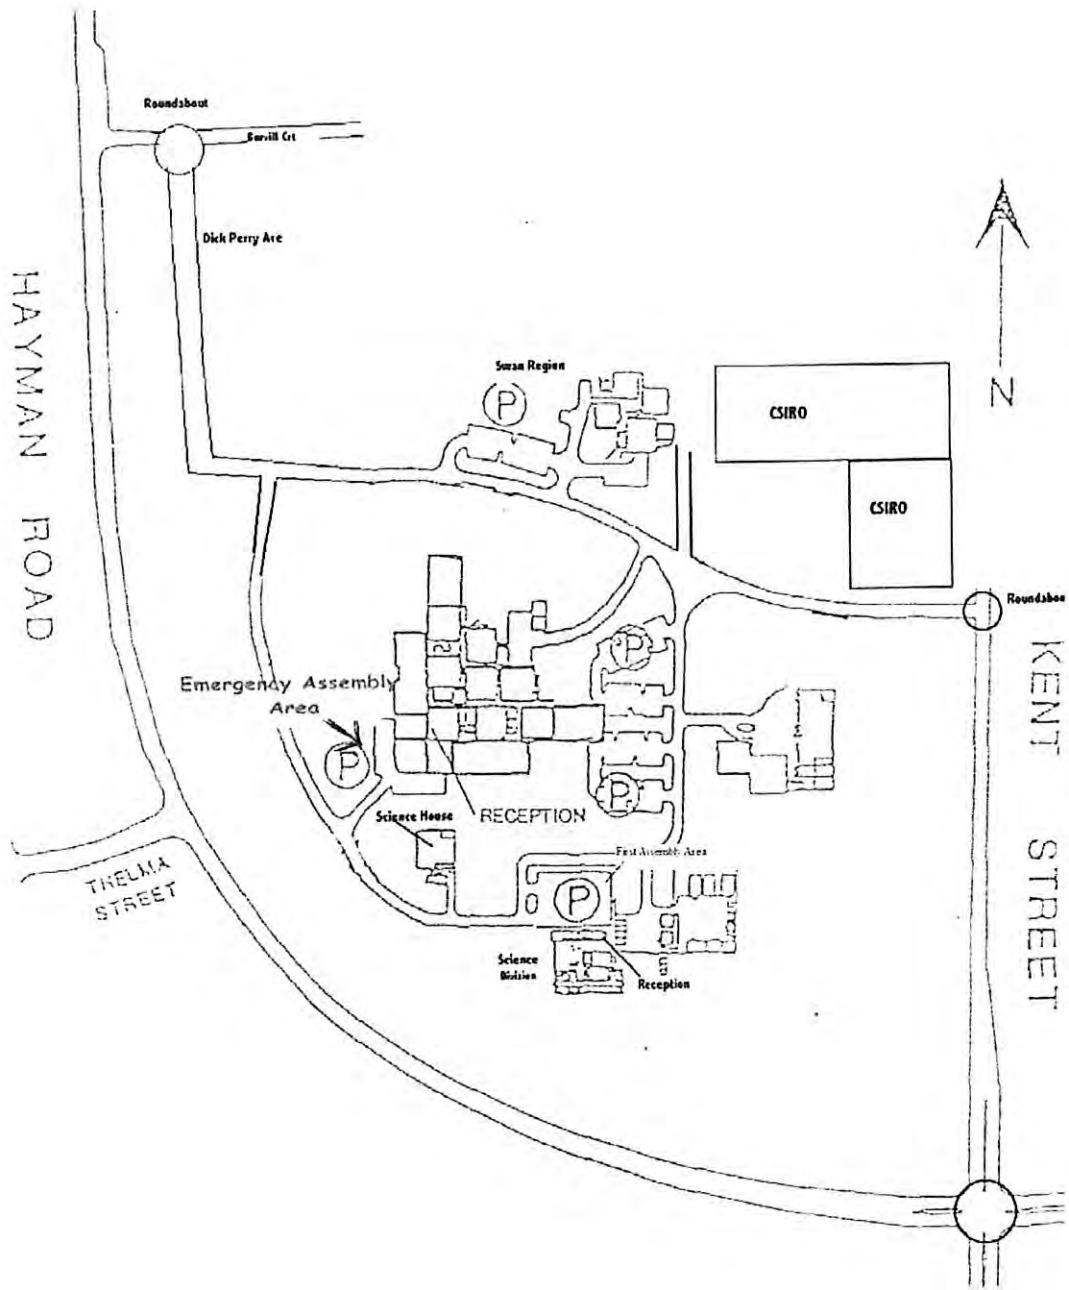 Roundabout
Dick Perry Ave
HAYMAN ROAD
N
Swan Region
P
CSIRO
CSIRO
Roundabou
KENT STREET
P
Emergency Assembly
Area
P
P
RECEPTION
Science House
THELMA
STREET
First Assembly Area
P
Science
Division
Reception